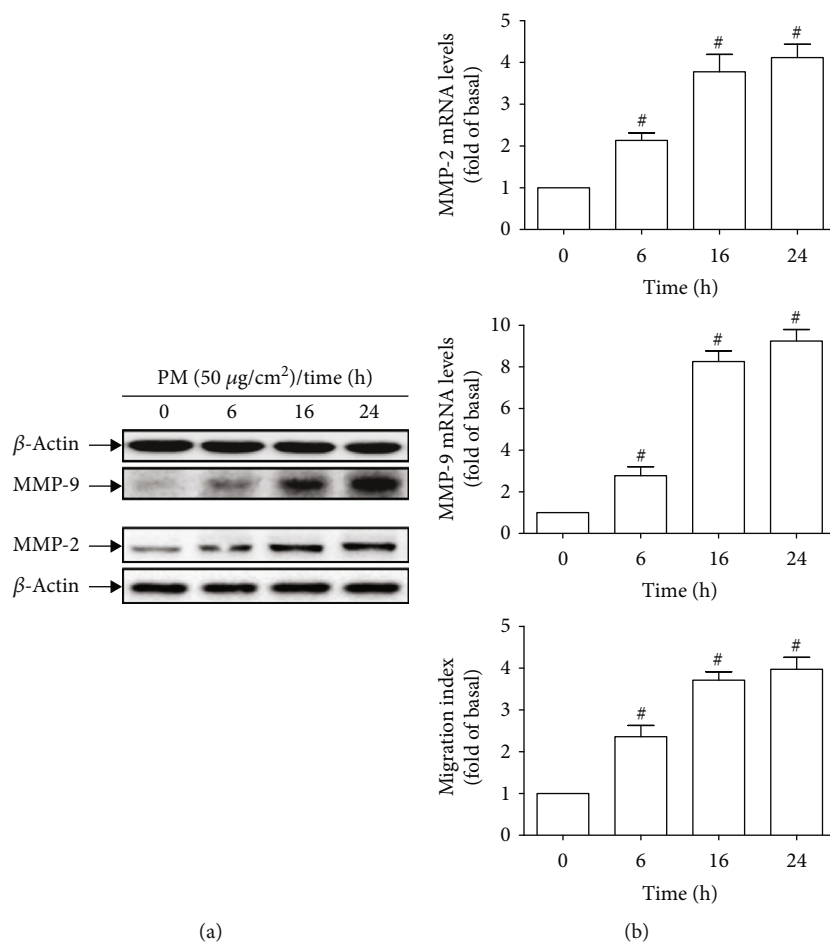 PM (50 μg/cm²)/time (h)
0 6 16 24
β-Actin
MMP-9
MMP-2
β-Actin
(a)
MMP-2 mRNA levels
(fold of basal)
5
4
3
2
1
0
#
#
#
0 6 16 24
Time (h)
MMP-9 mRNA levels
(fold of basal)
10
8
6
4
2
0
#
#
#
0 6 16 24
Time (h)
Migration index
(fold of basal)
5
4
3
2
1
0
#
#
#
0 6 16 24
Time (h)
(b)